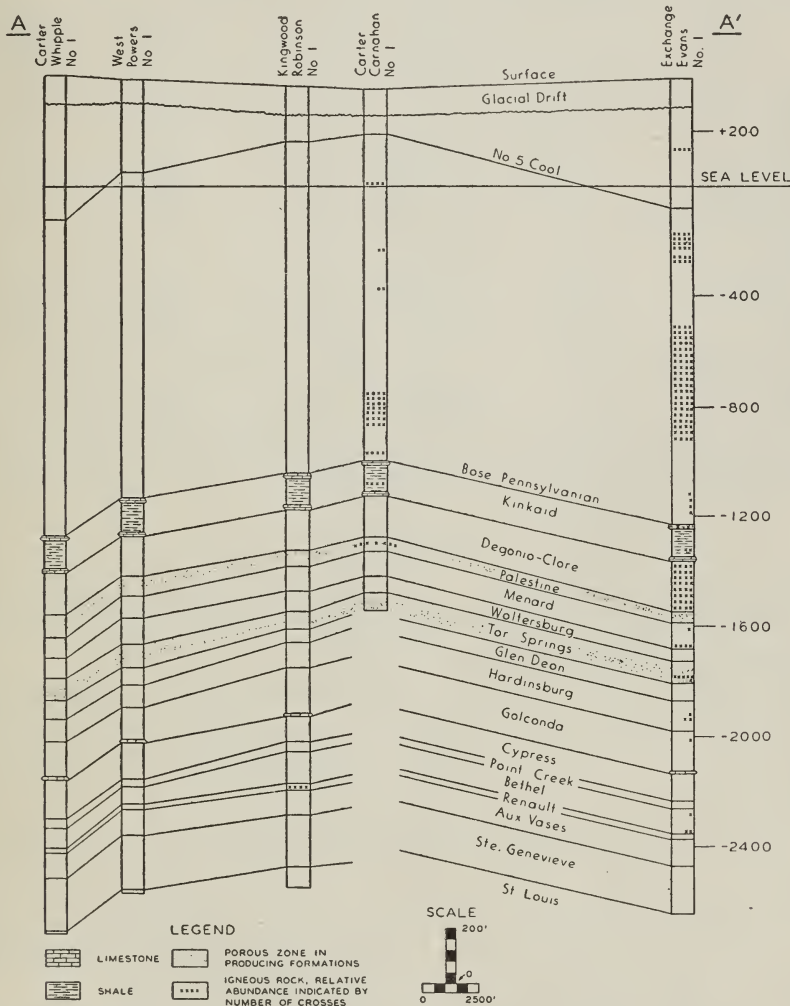 A
Carter
Whipple
No 1
West
Powers
No 1
Kingwood
Robinson
No 1
Carter
Carnahan
No 1
Exchange
Evans
No. 1
A'
Surface
Glacial Drift
+200
No 5 Coal
SEA LEVEL
-400
-800
Base Pennsylvanian
Kinkaid
-1200
Degonia-Clore
Palestine
Menard
Waltersburg
-1600
Tar Springs
Glen Dean
Hardinsburg
Golconda
-2000
Cypress
Point Creek
Bethel
Renault
Aux Vases
-2400
Ste. Genevieve
St Louis
LEGEND
LIMESTONE
POROUS ZONE IN
PRODUCING FORMATIONS
SHALE
IGNEOUS ROCK, RELATIVE
ABUNDANCE INDICATED BY
NUMBER OF CROSSES
SCALE
200'
0
0
2500'